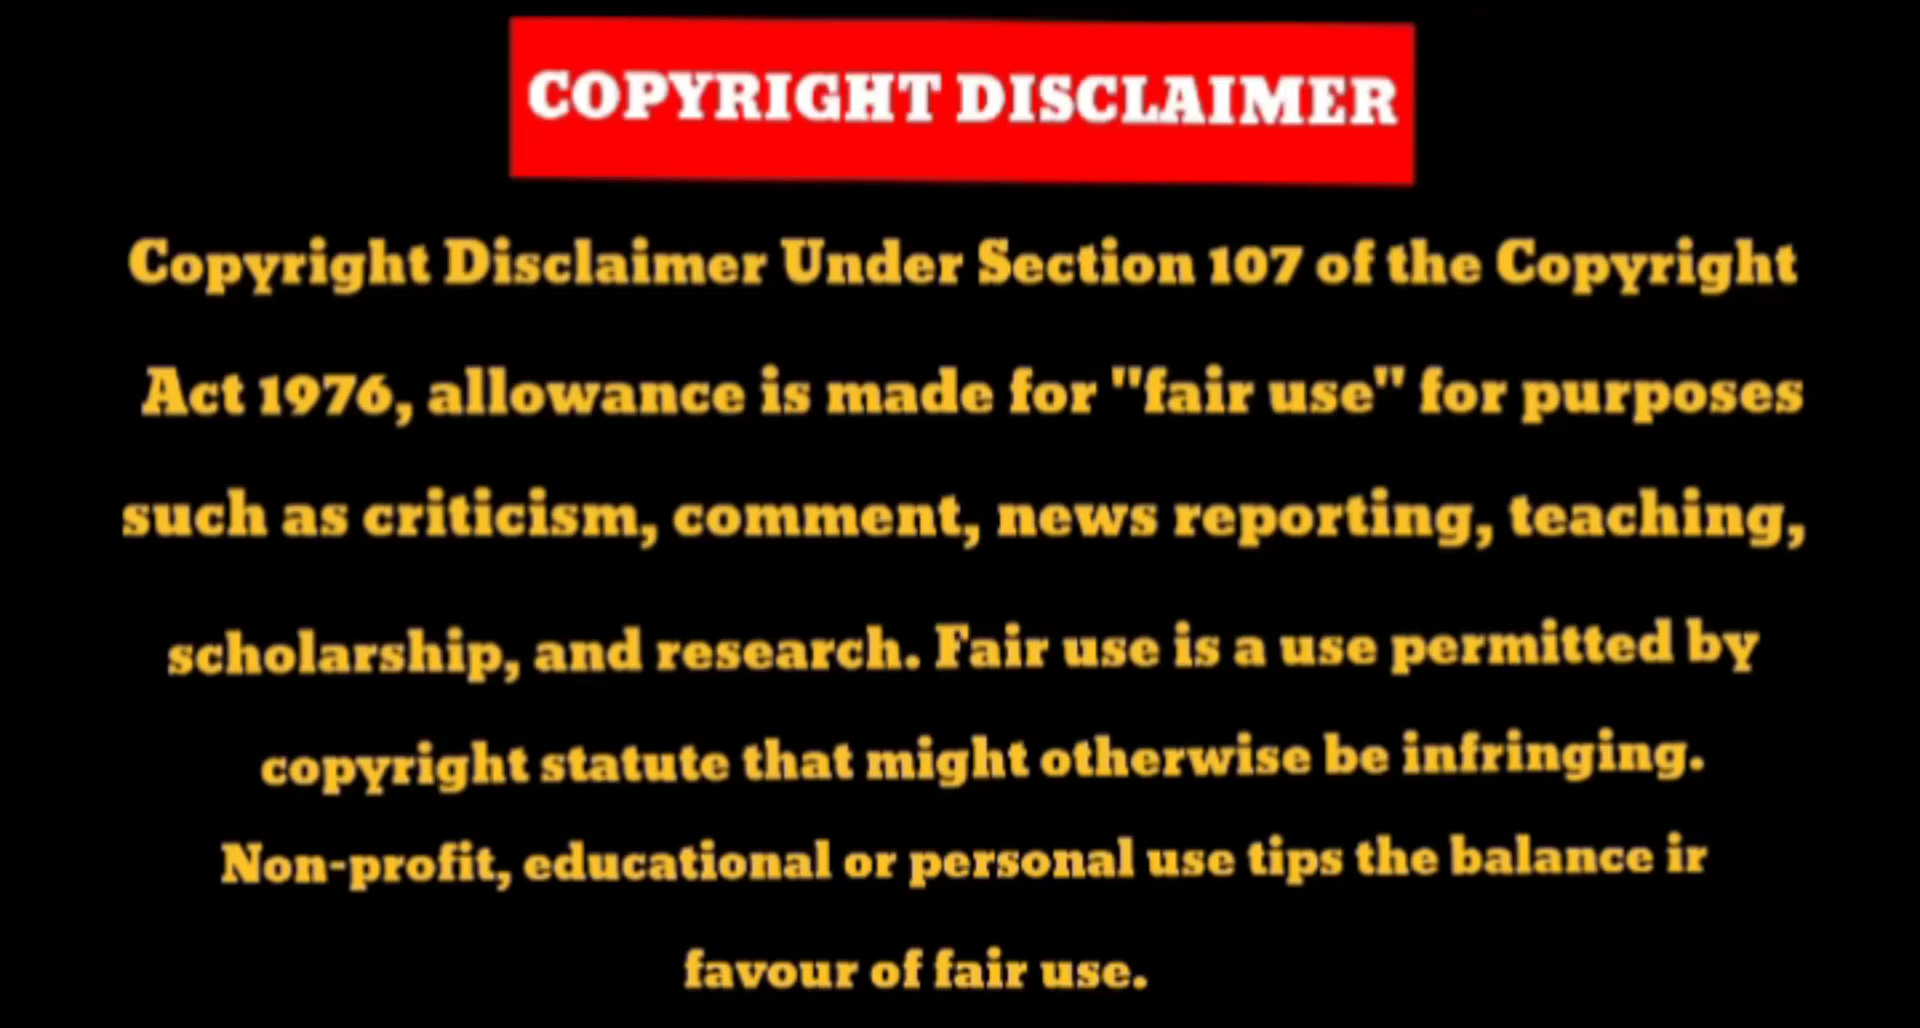 COPYRIGHT DISCLAIMER
Copyright Disclaimer Under Section 107 of the Copyright
Act 1976, allowance is made for "fair use" for purposes
such as criticism, comment, news reporting, teaching,
scholarship, and research. Fair use is a use permitted by
copyright statute that might otherwise be infringing.
Non-profit, educational or personal use tips the balance ir
favour of fair use.